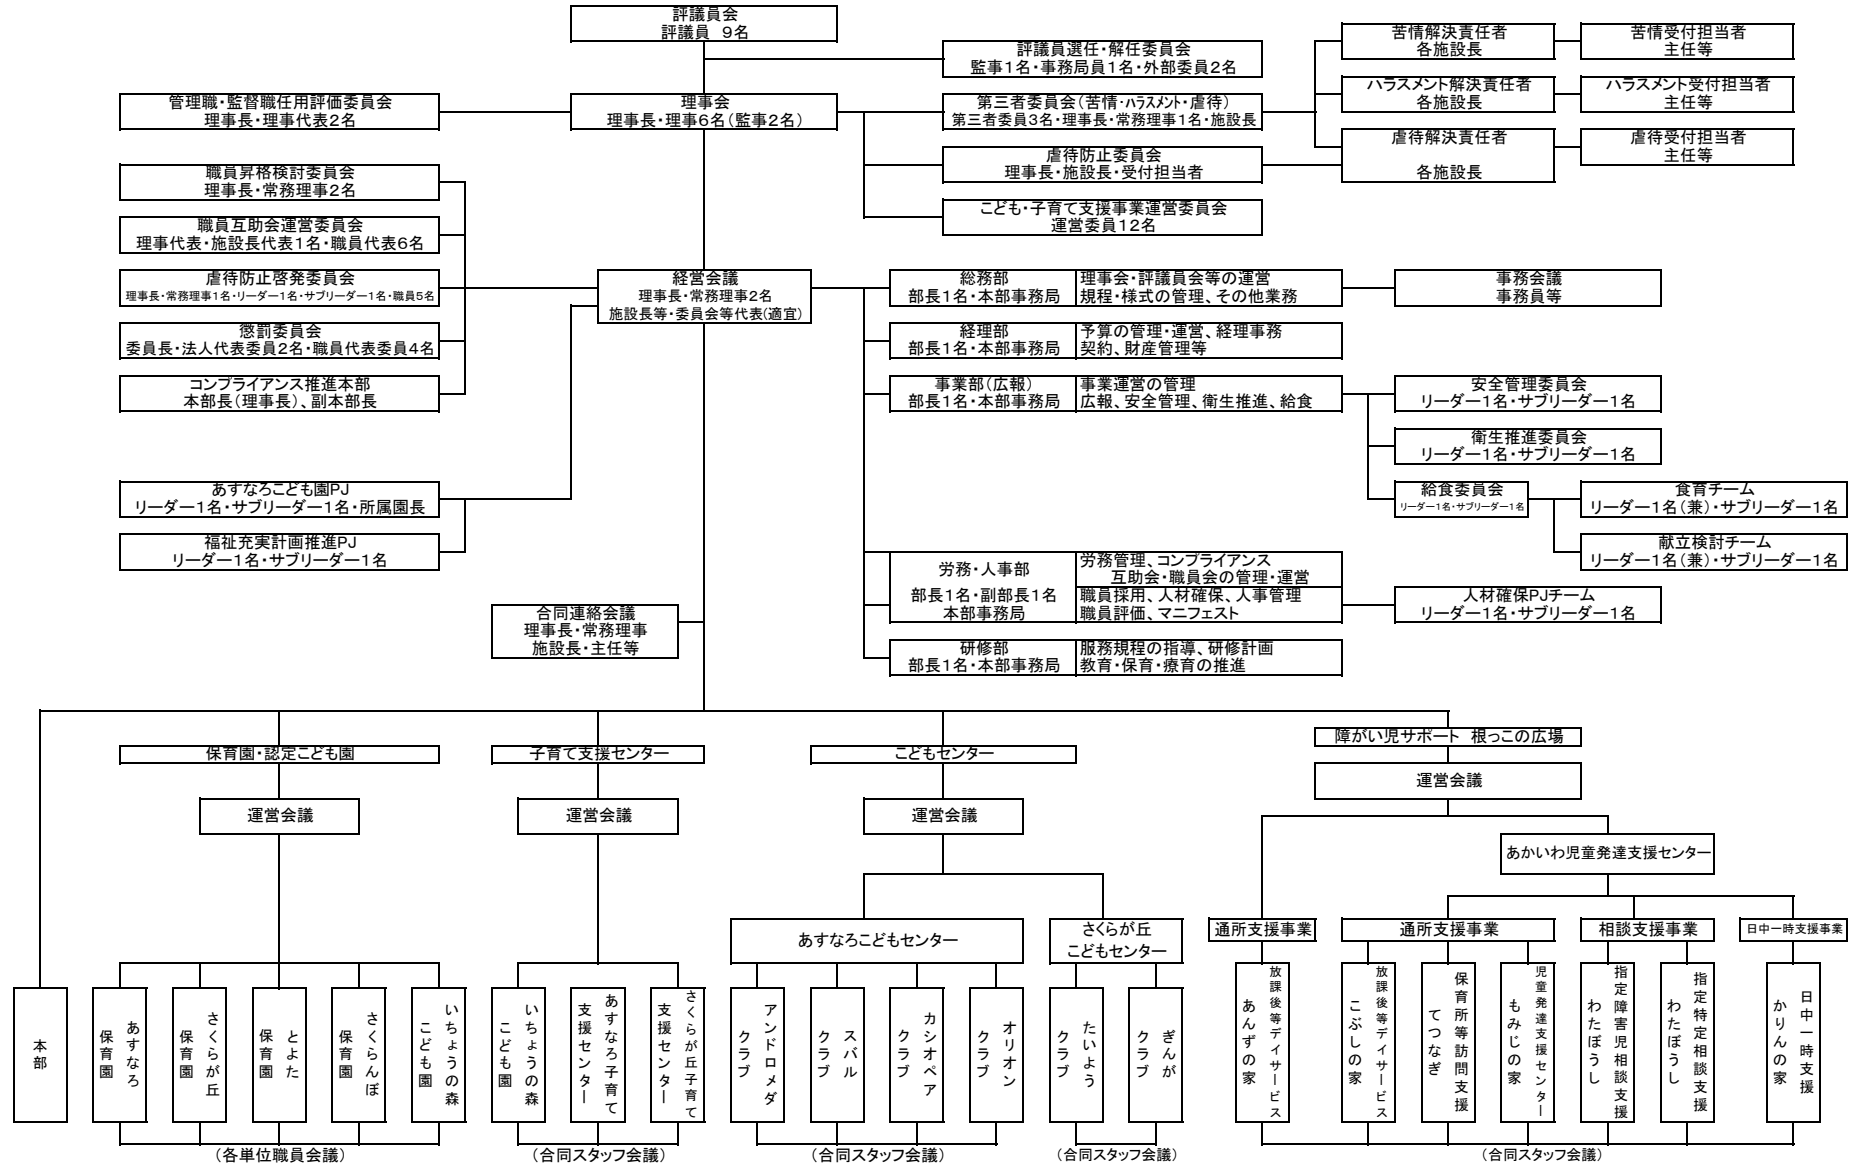 評議員会
評議員 9名
評議員選任・解任委員会
監事1名・事務局員1名・外部委員2名
苦情解決責任者
各施設長
苦情受付担当者
主任等
管理職・監督職任用評価委員会
理事長・理事代表2名
理事会
理事長・理事6名(監事2名)
第三者委員会(苦情・ハラスメント・虐待)
第三者委員3名・理事長・常務理事1名・施設長
ハラスメント解決責任者
各施設長
ハラスメント受付担当者
主任等
虐待解決責任者
各施設長
虐待受付担当者
主任等
職員昇格検討委員会
理事長・常務理事2名
虐待防止委員会
理事長・施設長・受付担当者
職員互助会運営委員会
理事代表・施設長代表1名・職員代表6名
こども・子育て支援事業運営委員会
運営委員12名
虐待防止啓発委員会
理事長・常務理事1名・リーダー1名・サブリーダー1名・職員5名
経営会議
理事長・常務理事2名
施設長等・委員会等代表(適宜)
総務部
部長1名・本部事務局
理事会・評議員会等の運営
規程・様式の管理、その他業務
事務会議
事務員等
懲罰委員会
委員長・法人代表委員2名・職員代表委員4名
経理部
部長1名・本部事務局
予算の管理・運営、経理事務
契約、財産管理等
コンプライアンス推進本部
本部長(理事長)、副本部長
事業部(広報)
部長1名・本部事務局
事業運営の管理
広報、安全管理、衛生推進、給食
安全管理委員会
リーダー1名・サブリーダー1名
衛生推進委員会
リーダー1名・サブリーダー1名
あすなろこども園PJ
リーダー1名・サブリーダー1名・所属園長
給食委員会
リーダー1名・サブリーダー1名
食育チーム
リーダー1名(兼)・サブリーダー1名
福祉充実計画推進PJ
リーダー1名・サブリーダー1名
献立検討チーム
リーダー1名(兼)・サブリーダー1名
労務・人事部
部長1名・副部長1名
本部事務局
労務管理、コンプライアンス
互助会・職員会の管理・運営
職員採用、人材確保、人事管理
職員評価、マニフェスト
人材確保PJチーム
リーダー1名・サブリーダー1名
合同連絡会議
理事長・常務理事
施設長・主任等
研修部
部長1名・本部事務局
服務規程の指導、研修計画
教育・保育・療育の推進
保育園・認定こども園
子育て支援センター
こどもセンター
障がい児サポート 根っこの広場
運営会議
運営会議
運営会議
運営会議
あかいわ児童発達支援センター
あすなろこどもセンター
さくらが丘
こどもセンター
通所支援事業
通所支援事業
相談支援事業
日中一時支援事業
本部
あすなろ
保育園
さくらが丘
保育園
とよた
保育園
さくらんぼ
保育園
いちょうの森
こども園
いちょうの森
こども園
あすなろ子育て
支援センター
さくらが丘子育て
支援センター
アンドロメダ
クラブ
スバル
クラブ
カシオペア
クラブ
オリオン
クラブ
たいよう
クラブ
ぎんが
クラブ
放課後等デイサービス
あんずの家
放課後等デイサービス
こぶしの家
保育所等訪問支援
てつなぎ
児童発達支援センター
もみじの家
指定障害児相談支援
わたぼうし
指定特定相談支援
わたぼうし
日中一時支援
かりんの家
(各単位職員会議)
(合同スタッフ会議)
(合同スタッフ会議)
(合同スタッフ会議)
(合同スタッフ会議)